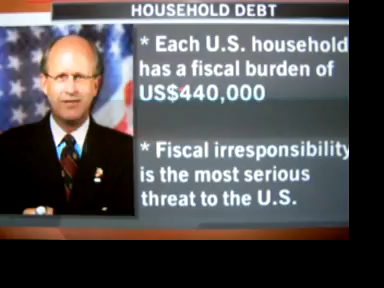 HOUSEHOLD DEBT
* Each U.S. household
has a fiscal burden of
US$440,000
* Fiscal irresponsibility
is the most serious
threat to the U.S.